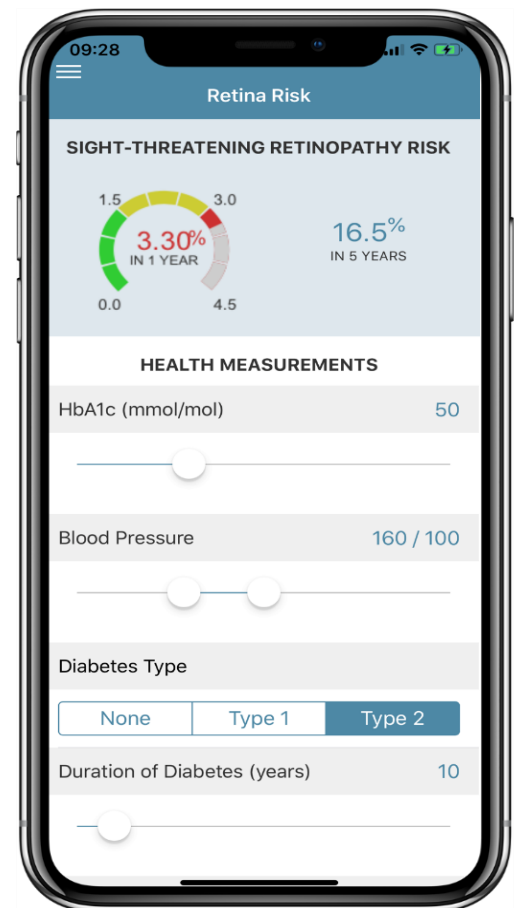 09:28
Retina Risk
SIGHT-THREATENING RETINOPATHY RISK
1.5
3.0
3.30%
IN 1 YEAR
0.0
4.5
16.5%
IN 5 YEARS
HEALTH MEASUREMENTS
HbA1c (mmol/mol) 50
Blood Pressure 160 / 100
Diabetes Type
None Type 1 Type 2
Duration of Diabetes (years) 10